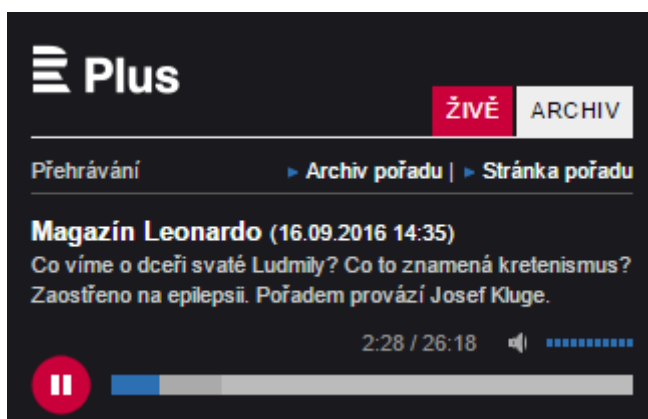 Plus
ŽIVĚ ARCHIV
Přehrávání ► Archiv pořadu | ► Stránka pořadu
Magazín Leonardo (16.09.2016 14:35)
Co víme o dceři svaté Ludmily? Co to znamená kretenismus?
Zaostřeno na epilepsii. Pořadem provází Josef Kluge.
2:28 / 26:18